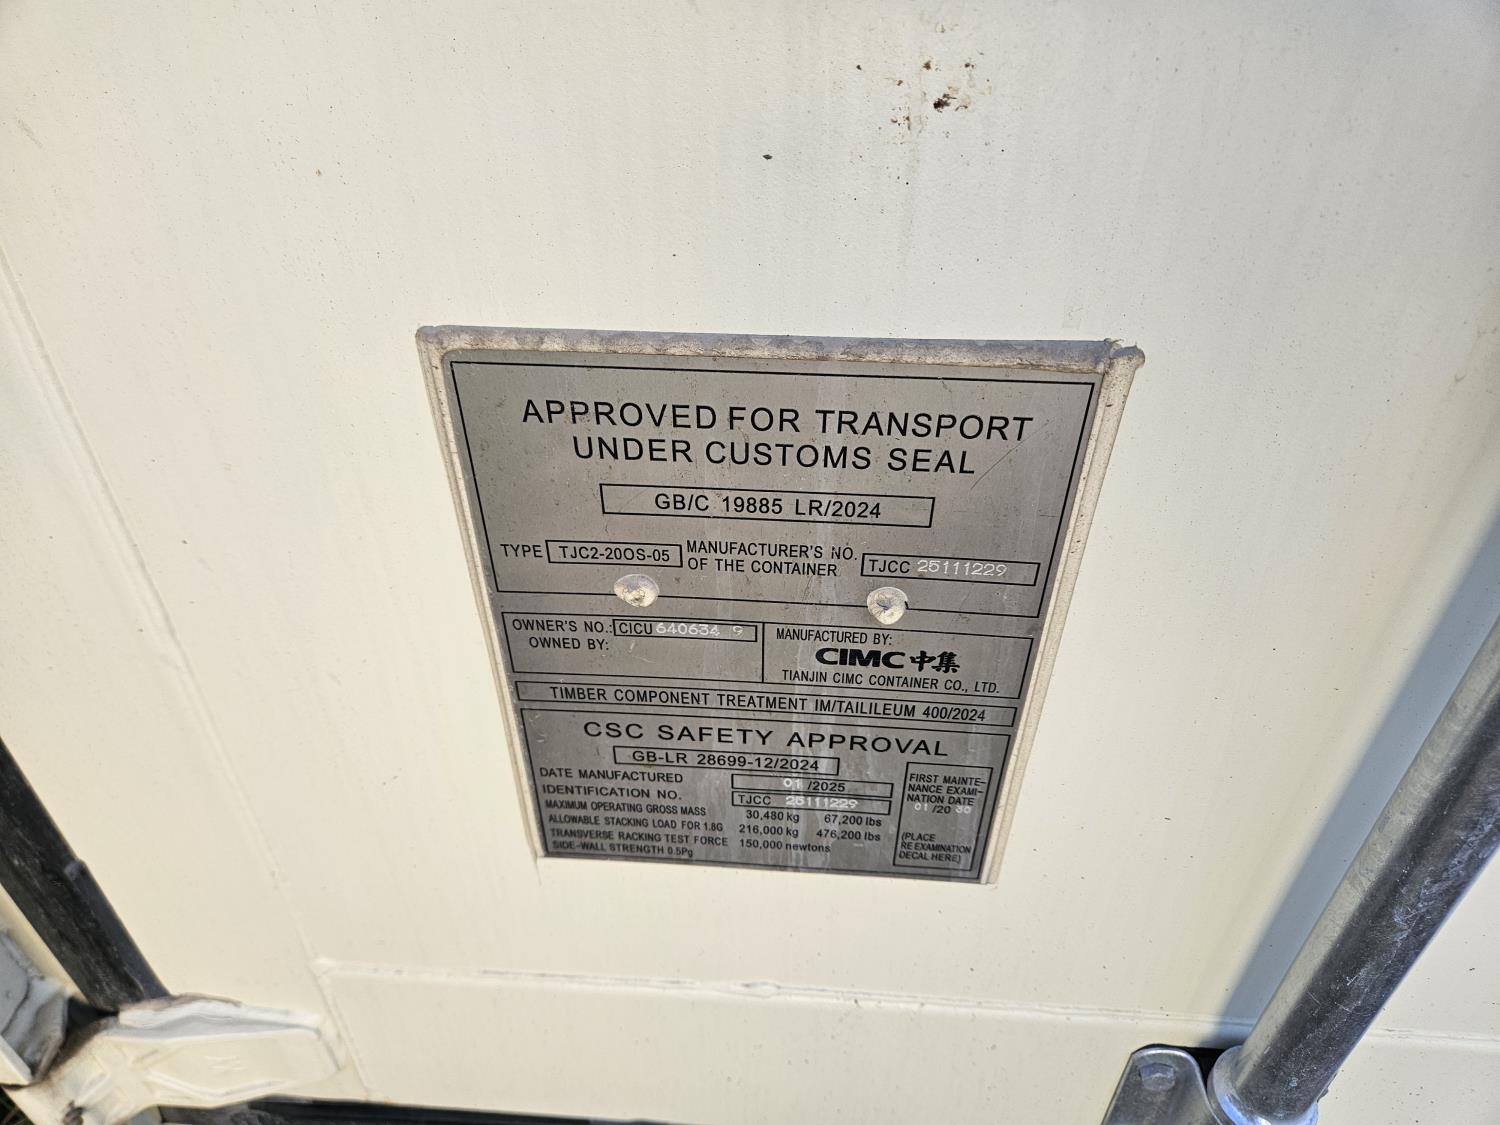 APPROVED FOR TRANSPORT
UNDER CUSTOMS SEAL
GB/C 19885 LR/2024
TYPE TJC2-20OS-05 MANUFACTURER'S NO. OF THE CONTAINER TJCC 25111229
OWNER'S NO.: CICU 640634 9
OWNED BY:
MANUFACTURED BY:
CIMC 中集
TIANJIN CIMC CONTAINER CO., LTD.
TIMBER COMPONENT TREATMENT IM/TAILILEUM 400/2024
CSC SAFETY APPROVAL
GB-LR 28699-12/2024
DATE MANUFACTURED 01 /2025
IDENTIFICATION NO. TJCC 25111229
MAXIMUM OPERATING GROSS MASS 30,480 kg 67,200 lbs
ALLOWABLE STACKING LOAD FOR 1.8G 216,000 kg 476,200 lbs
TRANSVERSE RACKING TEST FORCE 150,000 newtons
SIDE-WALL STRENGTH 0.5Pg
FIRST MAINTE-
NANCE EXAMI-
NATION DATE
01 /20 30
(PLACE
RE EXAMINATION
DECAL HERE)